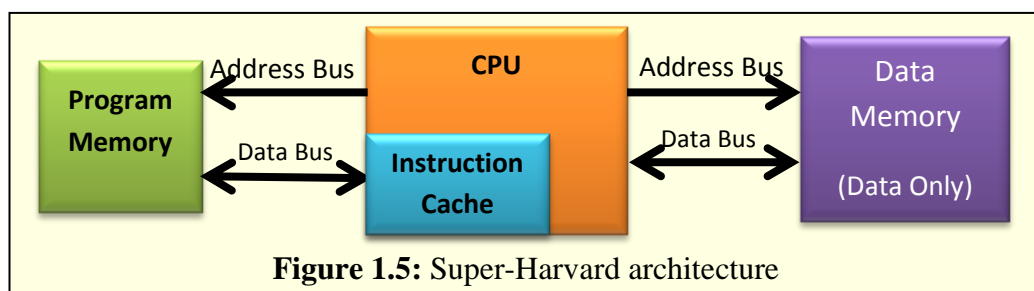 Program
Memory
Address Bus
Data Bus
CPU
Instruction
Cache
Address Bus
Data Bus
Data
Memory
(Data Only)
Figure 1.5: Super-Harvard architecture